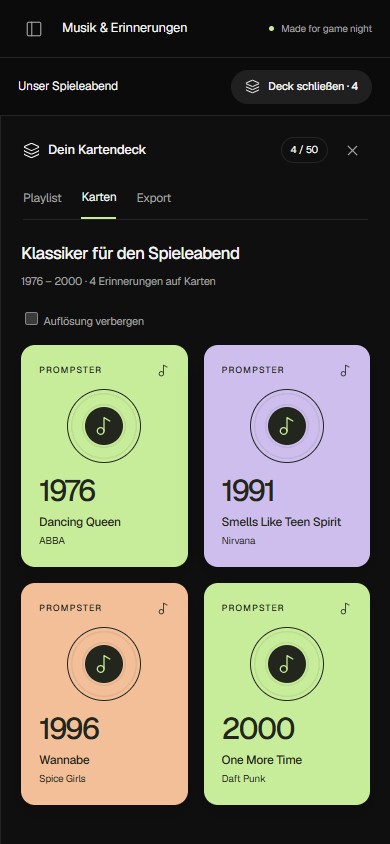 Musik & Erinnerungen
Made for game night
Unser Spieleabend
Deck schließen · 4
Dein Kartendeck
4 / 50
Playlist
Karten
Export
Klassiker für den Spieleabend
1976 – 2000 · 4 Erinnerungen auf Karten
Auflösung verbergen
PROMPSTER
1976
Dancing Queen
ABBA
PROMPSTER
1991
Smells Like Teen Spirit
Nirvana
PROMPSTER
1996
Wannabe
Spice Girls
PROMPSTER
2000
One More Time
Daft Punk